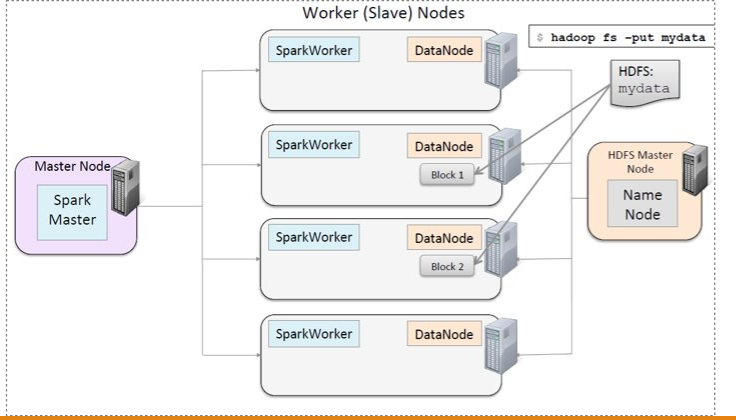 Worker (Slave) Nodes
$ hadoop fs -put mydata
SparkWorker
DataNode
HDFS:
mydata
SparkWorker
DataNode
Block 1
Master Node
Spark
Master
HDFS Master
Node
Name
Node
SparkWorker
DataNode
Block 2
SparkWorker
DataNode